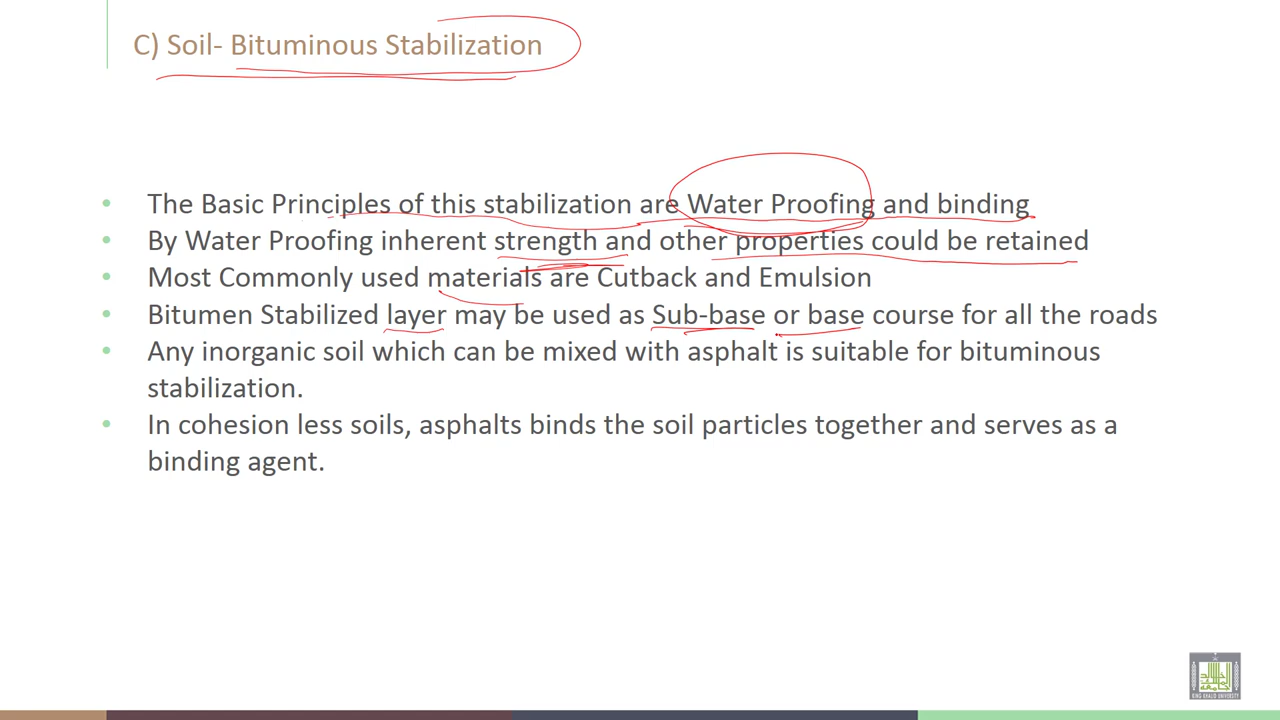 C) Soil- Bituminous Stabilization
• The Basic Principles of this stabilization are Water Proofing and binding
• By Water Proofing inherent strength and other properties could be retained
• Most Commonly used materials are Cutback and Emulsion
• Bitumen Stabilized layer may be used as Sub-base or base course for all the roads
• Any inorganic soil which can be mixed with asphalt is suitable for bituminous
stabilization.
• In cohesion less soils, asphalts binds the soil particles together and serves as a
binding agent.
KING KHALID UNIVERSITY